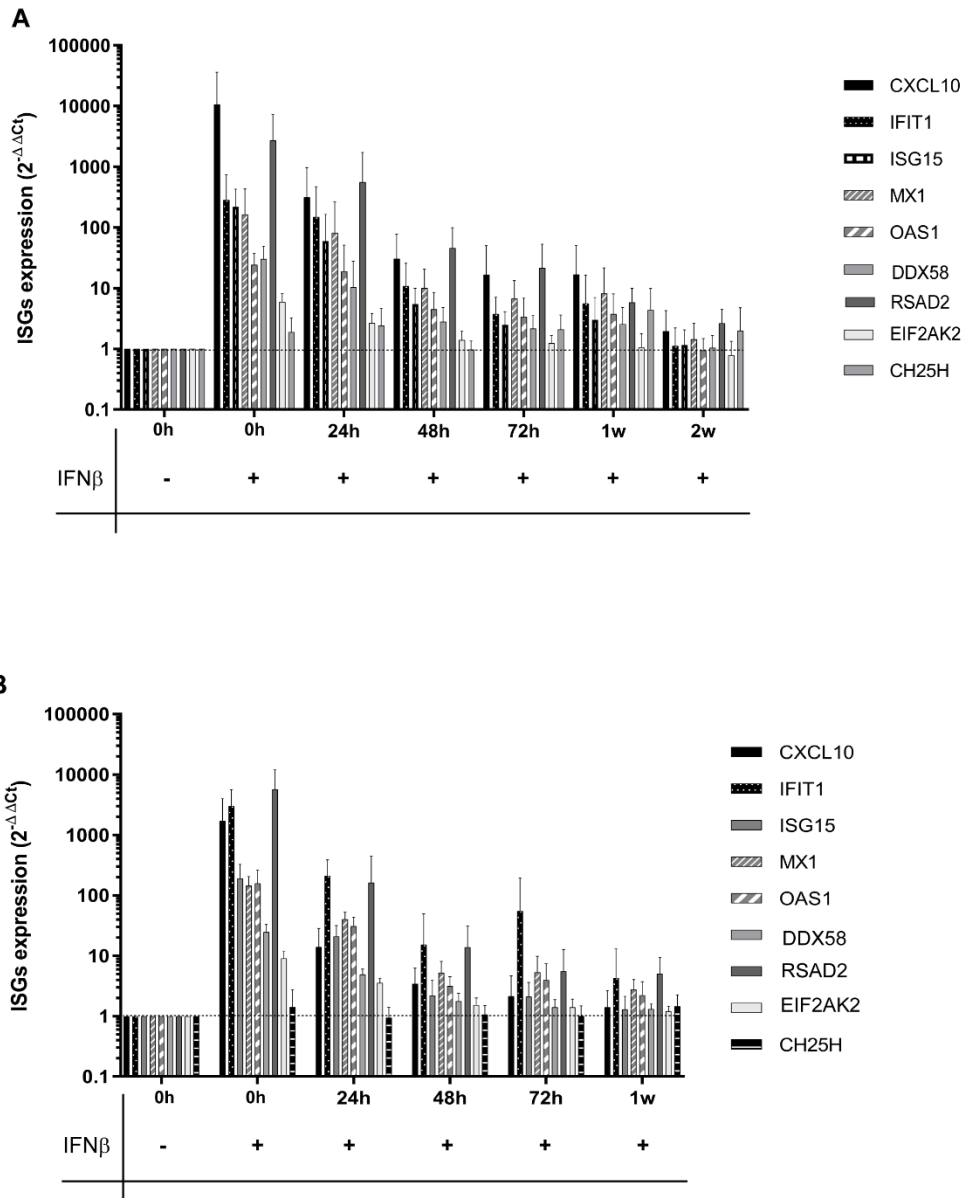 A
ISGs expression (2-ΔΔCt)
100000
10000
1000
100
10
1
0.1
0h 0h 24h 48h 72h 1w 2w
IFNβ - + + + + + +
CXCL10
IFIT1
ISG15
MX1
OAS1
DDX58
RSAD2
EIF2AK2
CH25H
B
ISGs expression (2-ΔΔCt)
100000
10000
1000
100
10
1
0.1
0h 0h 24h 48h 72h 1w
IFNβ - + + + + +
CXCL10
IFIT1
ISG15
MX1
OAS1
DDX58
RSAD2
EIF2AK2
CH25H